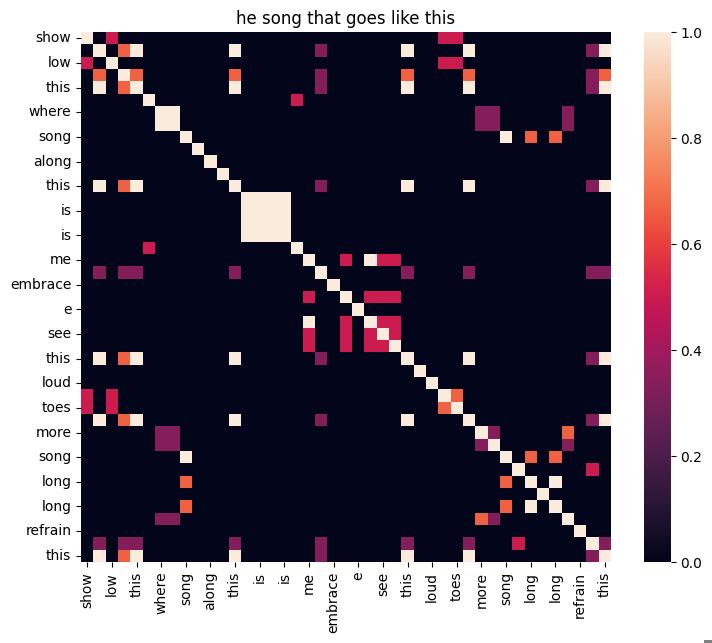 he song that goes like this
show
low
this
where
song
along
this
is
is
me
embrace
e
see
this
loud
toes
more
song
long
long
refrain
this
1.0
0.8
0.6
0.4
0.2
0.0
show low this where song along this is is me embrace e see this loud toes more song long long refrain this